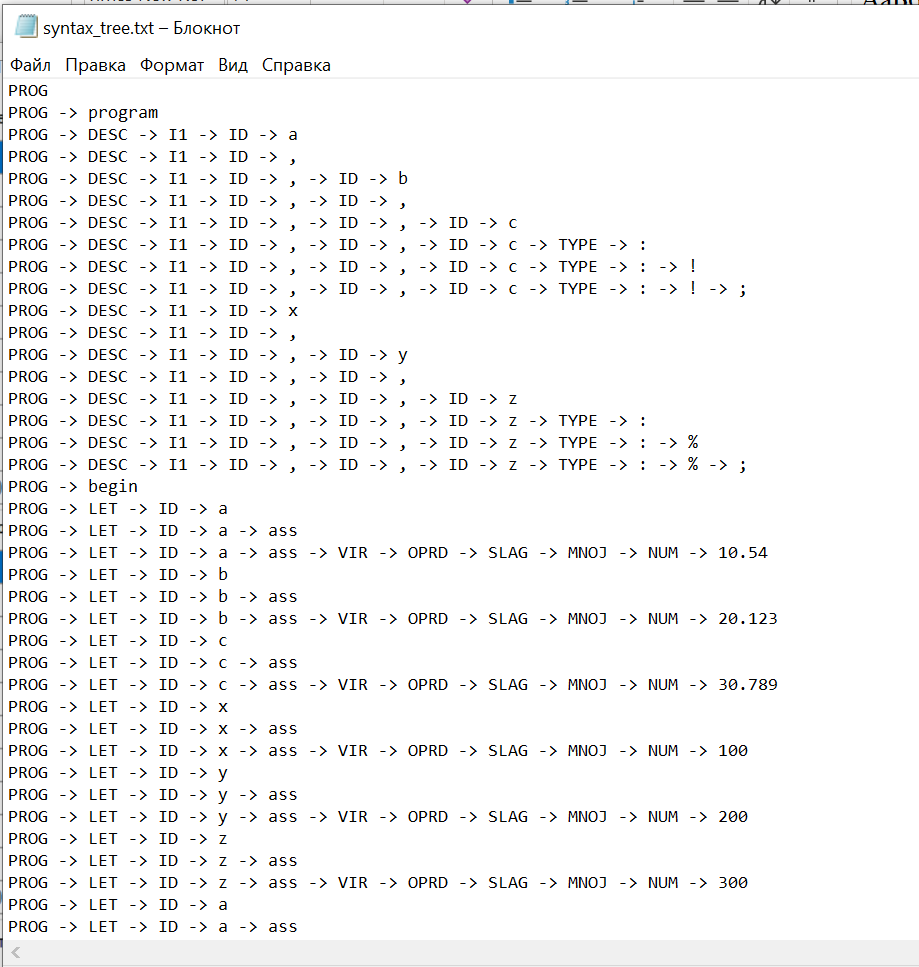 syntax_tree.txt – Блокнот
Файл Правка Формат Вид Справка
PROG
PROG -> program
PROG -> DESC -> I1 -> ID -> a
PROG -> DESC -> I1 -> ID -> ,
PROG -> DESC -> I1 -> ID -> , -> ID -> b
PROG -> DESC -> I1 -> ID -> , -> ID -> ,
PROG -> DESC -> I1 -> ID -> , -> ID -> , -> ID -> c
PROG -> DESC -> I1 -> ID -> , -> ID -> , -> ID -> c -> TYPE -> :
PROG -> DESC -> I1 -> ID -> , -> ID -> , -> ID -> c -> TYPE -> : -> !
PROG -> DESC -> I1 -> ID -> , -> ID -> , -> ID -> c -> TYPE -> : -> ! -> ;
PROG -> DESC -> I1 -> ID -> x
PROG -> DESC -> I1 -> ID -> ,
PROG -> DESC -> I1 -> ID -> , -> ID -> y
PROG -> DESC -> I1 -> ID -> , -> ID -> ,
PROG -> DESC -> I1 -> ID -> , -> ID -> , -> ID -> z
PROG -> DESC -> I1 -> ID -> , -> ID -> , -> ID -> z -> TYPE -> :
PROG -> DESC -> I1 -> ID -> , -> ID -> , -> ID -> z -> TYPE -> : -> %
PROG -> DESC -> I1 -> ID -> , -> ID -> , -> ID -> z -> TYPE -> : -> % -> ;
PROG -> begin
PROG -> LET -> ID -> a
PROG -> LET -> ID -> a -> ass
PROG -> LET -> ID -> a -> ass -> VIR -> OPRD -> SLAG -> MNOJ -> NUM -> 10.54
PROG -> LET -> ID -> b
PROG -> LET -> ID -> b -> ass
PROG -> LET -> ID -> b -> ass -> VIR -> OPRD -> SLAG -> MNOJ -> NUM -> 20.123
PROG -> LET -> ID -> c
PROG -> LET -> ID -> c -> ass
PROG -> LET -> ID -> c -> ass -> VIR -> OPRD -> SLAG -> MNOJ -> NUM -> 30.789
PROG -> LET -> ID -> x
PROG -> LET -> ID -> x -> ass
PROG -> LET -> ID -> x -> ass -> VIR -> OPRD -> SLAG -> MNOJ -> NUM -> 100
PROG -> LET -> ID -> y
PROG -> LET -> ID -> y -> ass
PROG -> LET -> ID -> y -> ass -> VIR -> OPRD -> SLAG -> MNOJ -> NUM -> 200
PROG -> LET -> ID -> z
PROG -> LET -> ID -> z -> ass
PROG -> LET -> ID -> z -> ass -> VIR -> OPRD -> SLAG -> MNOJ -> NUM -> 300
PROG -> LET -> ID -> a
PROG -> LET -> ID -> a -> ass